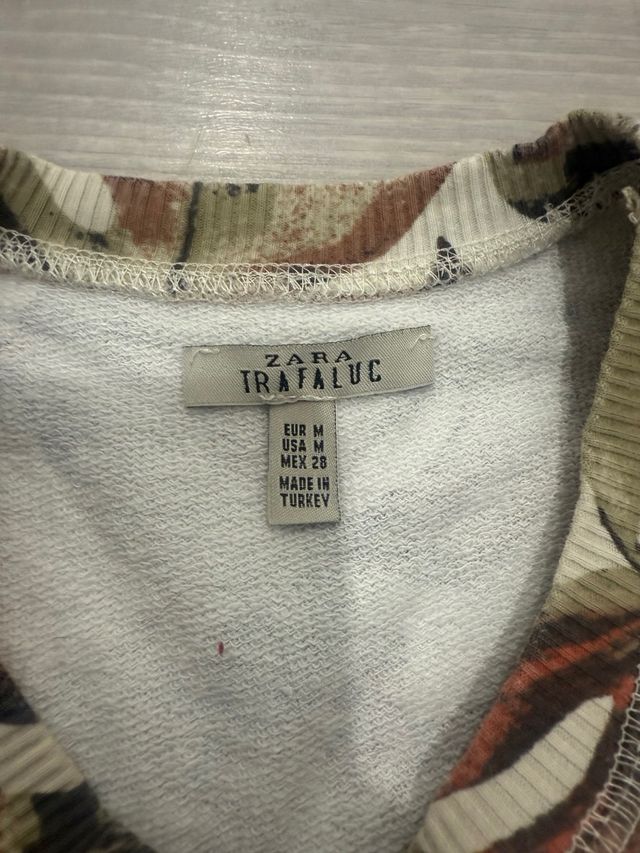 ZARA
TRAFALUC
EUR M
USA M
MEX 28
MADE IN
TURKEY